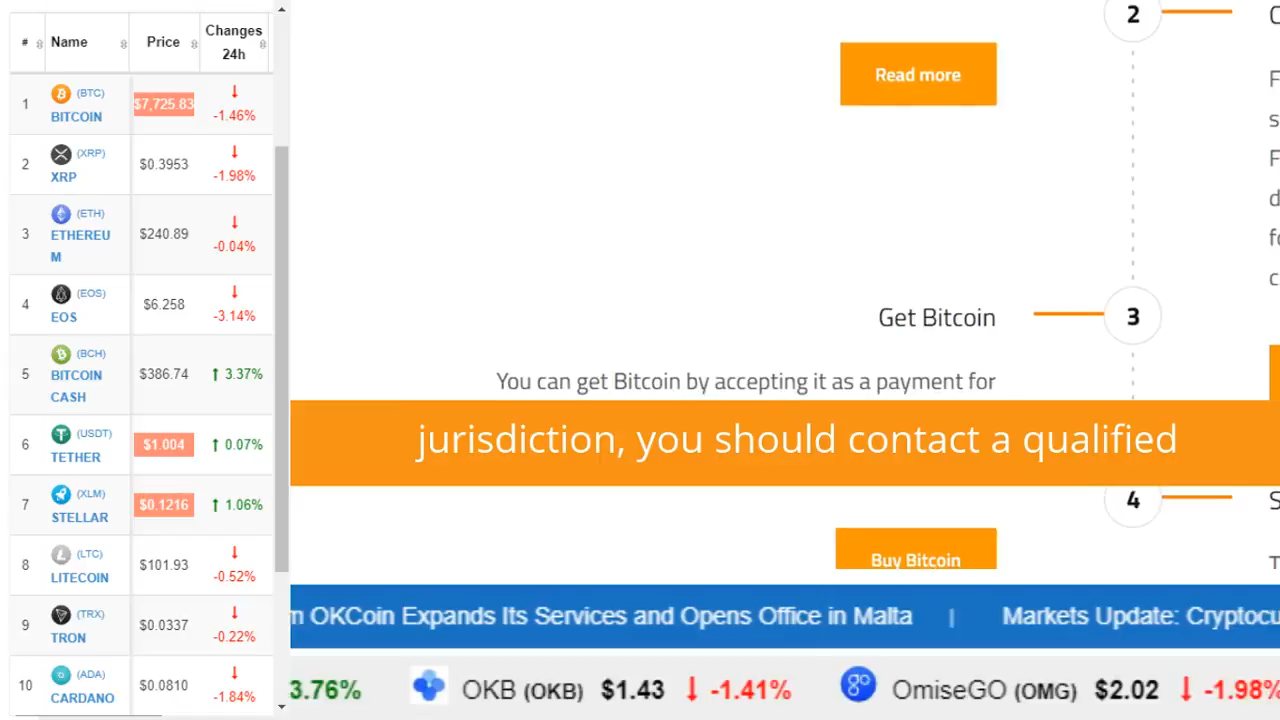 # Name Price Changes 24h
1 (BTC) BITCOIN $7,725.83 ↓ -1.46%
2 (XRP) XRP $0.3953 ↓ -1.98%
3 (ETH) ETHEREU M $240.89 ↓ -0.04%
4 (EOS) EOS $6.258 ↓ -3.14%
5 (BCH) BITCOIN CASH $386.74 ↑ 3.37%
6 (USDT) TETHER $1.004 ↑ 0.07%
7 (XLM) STELLAR $0.1216 ↑ 1.06%
8 (LTC) LITECOIN $101.93 ↓ -0.52%
9 (TRX) TRON $0.0337 ↓ -0.22%
10 (ADA) CARDANO $0.0810 ↓ -1.84%
2
Read more
Get Bitcoin
3
You can get Bitcoin by accepting it as a payment for
jurisdiction, you should contact a qualified
4
Buy Bitcoin
OKCoin Expands Its Services and Opens Office in Malta | Markets Update:
3.76% OKB (OKB) $1.43 ↓ -1.41% OmiseGO (OMG) $2.02 ↓ -1.98%